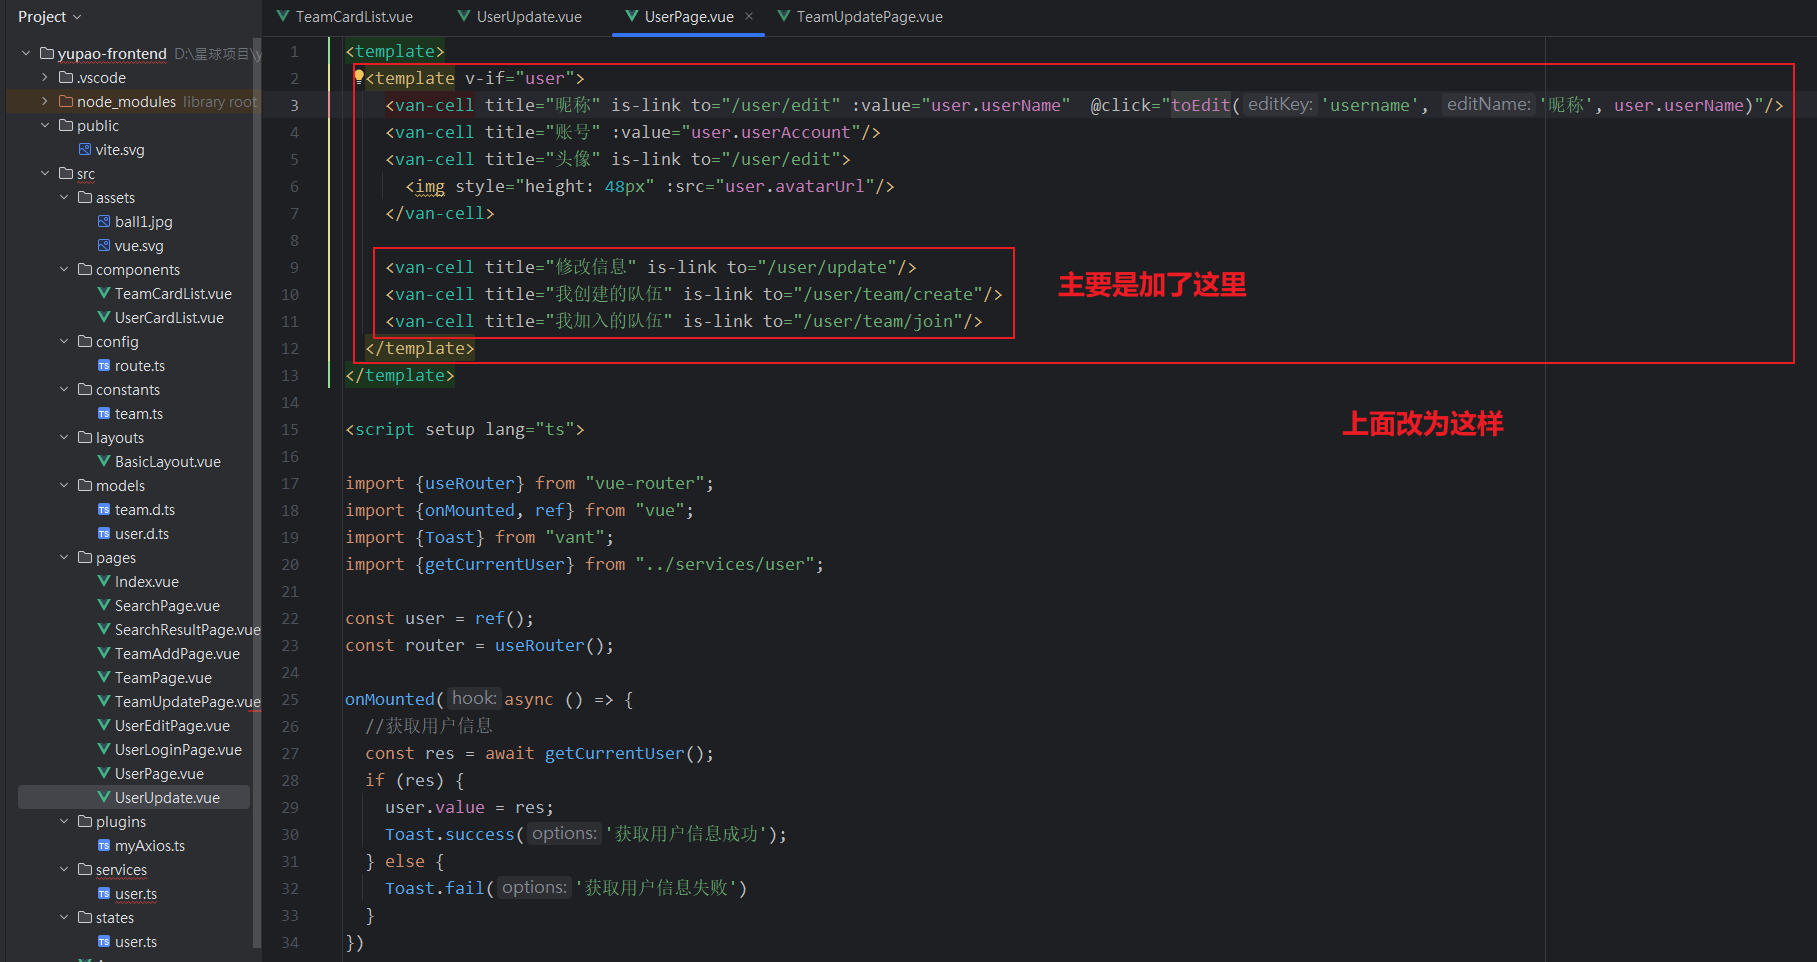 Project
TeamCardList.vue
UserUpdate.vue
UserPage.vue
TeamUpdatePage.vue
yupao-frontend D:\星球项目\y
.vscode
node_modules library root
public
vite.svg
src
assets
ball1.jpg
vue.svg
components
TeamCardList.vue
UserCardList.vue
config
route.ts
constants
team.ts
layouts
BasicLayout.vue
models
team.d.ts
user.d.ts
pages
Index.vue
SearchPage.vue
SearchResultPage.vue
TeamAddPage.vue
TeamPage.vue
TeamUpdatePage.vue
UserEditPage.vue
UserLoginPage.vue
UserPage.vue
UserUpdate.vue
plugins
myAxios.ts
services
user.ts
states
user.ts
1 <template>
2 <template v-if="user">
3 <van-cell title="昵称" is-link to="/user/edit" :value="user.userName" @click="toEdit( editKey: 'username', editName: '昵称', user.userName)"/>
4 <van-cell title="账号" :value="user.userAccount"/>
5 <van-cell title="头像" is-link to="/user/edit">
6 <img style="height: 48px" :src="user.avatarUrl"/>
7 </van-cell>
8
9 <van-cell title="修改信息" is-link to="/user/update"/>
10 <van-cell title="我创建的队伍" is-link to="/user/team/create"/>
11 <van-cell title="我加入的队伍" is-link to="/user/team/join"/>
主要是加了这里
12 </template>
13 </template>
14
上面改为这样
15 <script setup lang="ts">
16
17 import {useRouter} from "vue-router";
18 import {onMounted, ref} from "vue";
19 import {Toast} from "vant";
20 import {getCurrentUser} from "../services/user";
21
22 const user = ref();
23 const router = useRouter();
24
25 onMounted( hook: async () => {
26 //获取用户信息
27 const res = await getCurrentUser();
28 if (res) {
29 user.value = res;
30 Toast.success( options: '获取用户信息成功');
31 } else {
32 Toast.fail( options: '获取用户信息失败')
33 }
34 })